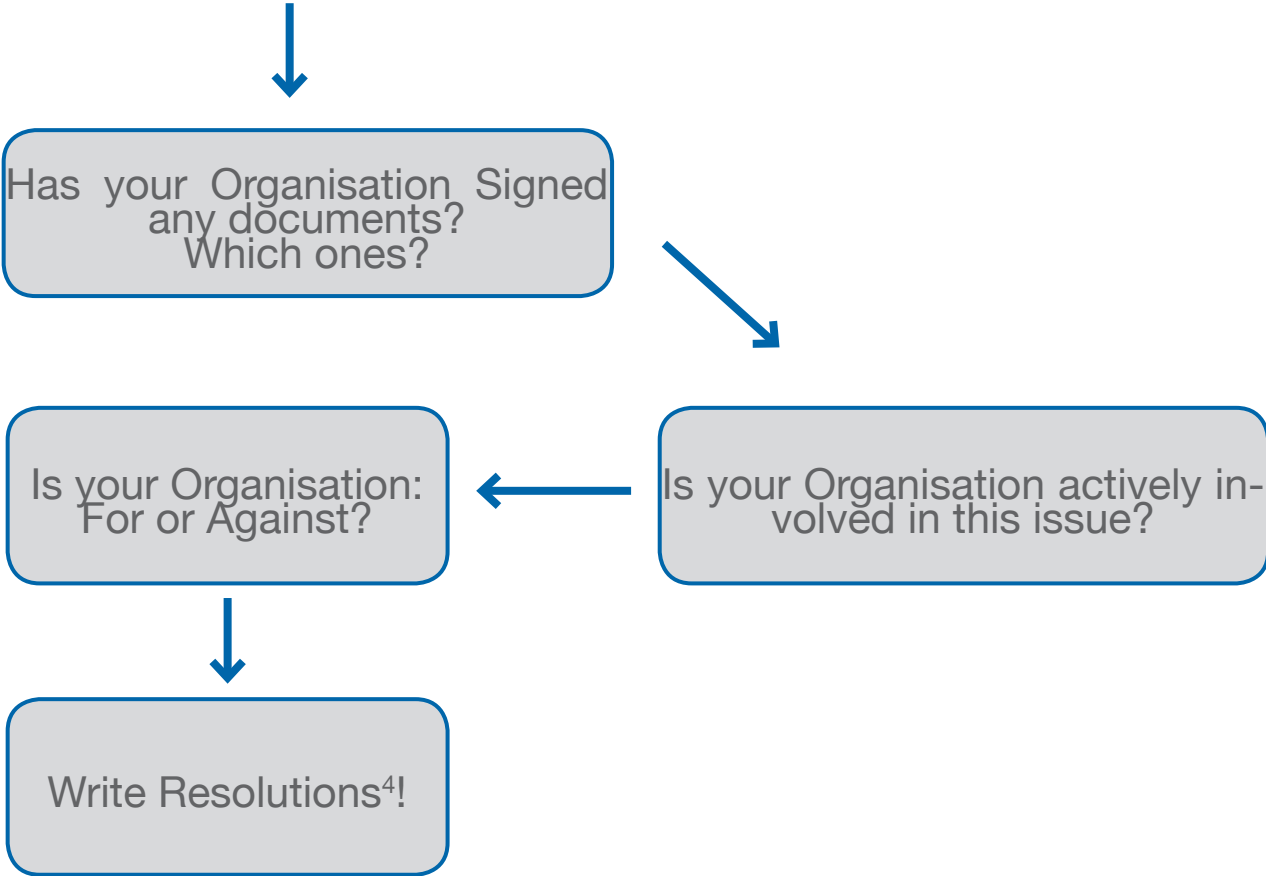 Has your Organisation Signed
any documents?
Which ones?
Is your Organisation actively in-
volved in this issue?
Is your Organisation:
For or Against?
Write Resolutions⁴!